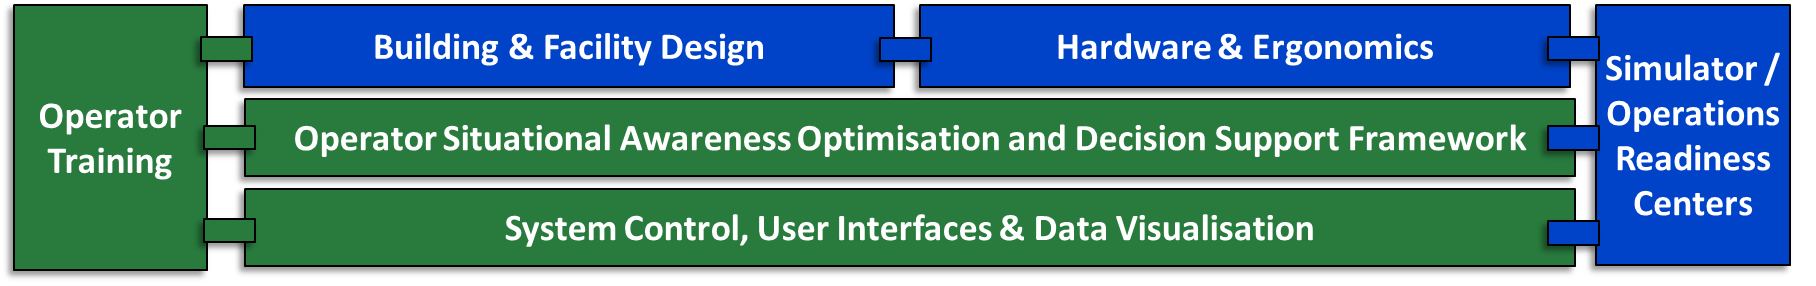 Operator
Training
Building & Facility Design
Hardware & Ergonomics
Operator Situational Awareness Optimisation and Decision Support Framework
System Control, User Interfaces & Data Visualisation
Simulator /
Operations
Readiness
Centers